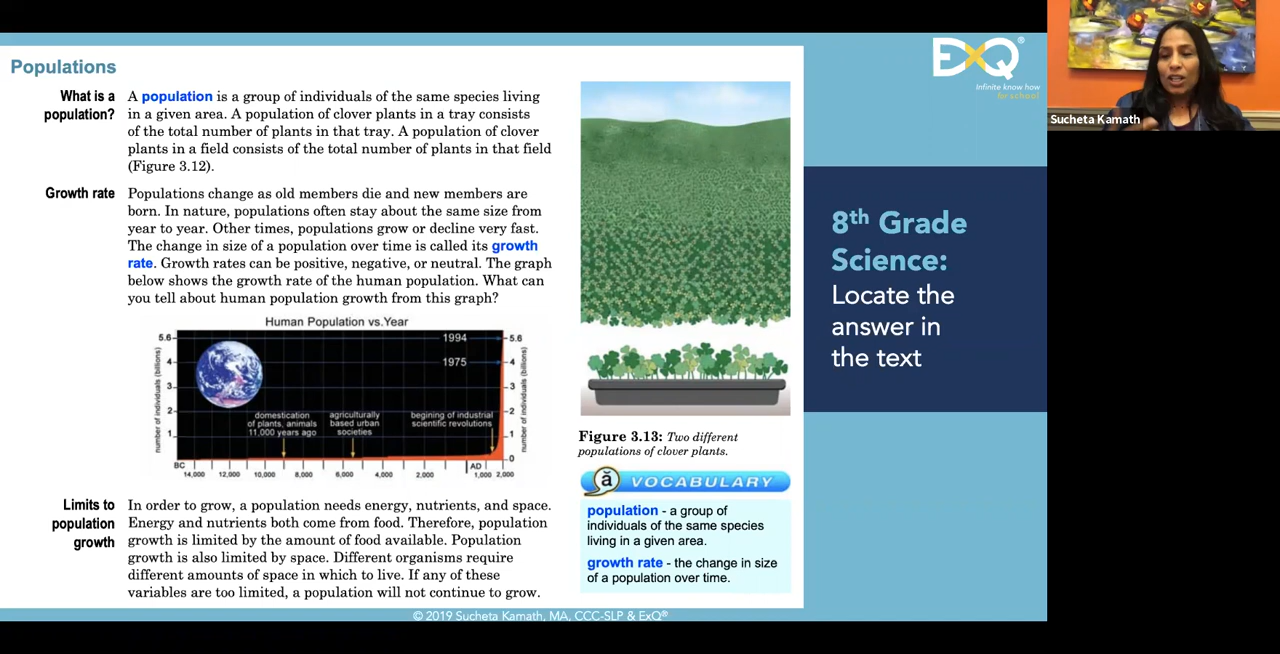 Populations
What is a
population?
A population is a group of individuals of the same species living
in a given area. A population of clover plants in a tray consists
of the total number of plants in that tray. A population of clover
plants in a field consists of the total number of plants in that field
(Figure 3.12).
Growth rate
Populations change as old members die and new members are
born. In nature, populations often stay about the same size from
year to year. Other times, populations grow or decline very fast.
The change in size of a population over time is called its growth
rate. Growth rates can be positive, negative, or neutral. The graph
below shows the growth rate of the human population. What can
you tell about human population growth from this graph?
Human Population vs.Year
number of individuals (billions)
5.6
4
3
2
1
1994
1975
domestication
of plants, animals
11,000 years ago
agriculturally
based urban
societies
begining of industrial
scientific revolutions
5.6
4
3
2
1
0
number of individuals (billions)
BC
AD
14,000 12,000 10,000 8,000 6,000 4,000 2,000 1,000 2,000
Limits to
population
growth
In order to grow, a population needs energy, nutrients, and space.
Energy and nutrients both come from food. Therefore, population
growth is limited by the amount of food available. Population
growth is also limited by space. Different organisms require
different amounts of space in which to live. If any of these
variables are too limited, a population will not continue to grow.
Figure 3.13: Two different
populations of clover plants.
ă VOCABULARY
population - a group of
individuals of the same species
living in a given area.
growth rate - the change in size
of a population over time.
© 2019 Sucheta Kamath, MA, CCC-SLP & ExQ®
ExQ®
Infinite know how
for school
8th Grade
Science:
Locate the
answer in
the text
Sucheta Kamath